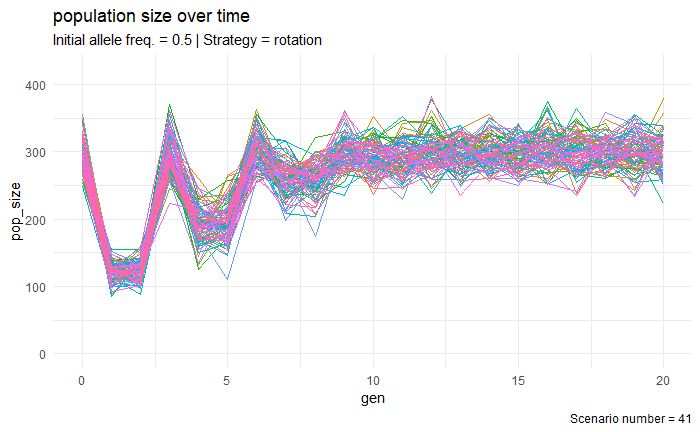 population size over time
Initial allele freq. = 0.5 | Strategy = rotation
400
300
200
100
0
pop_size
0 5 10 15 20
gen
Scenario number = 41